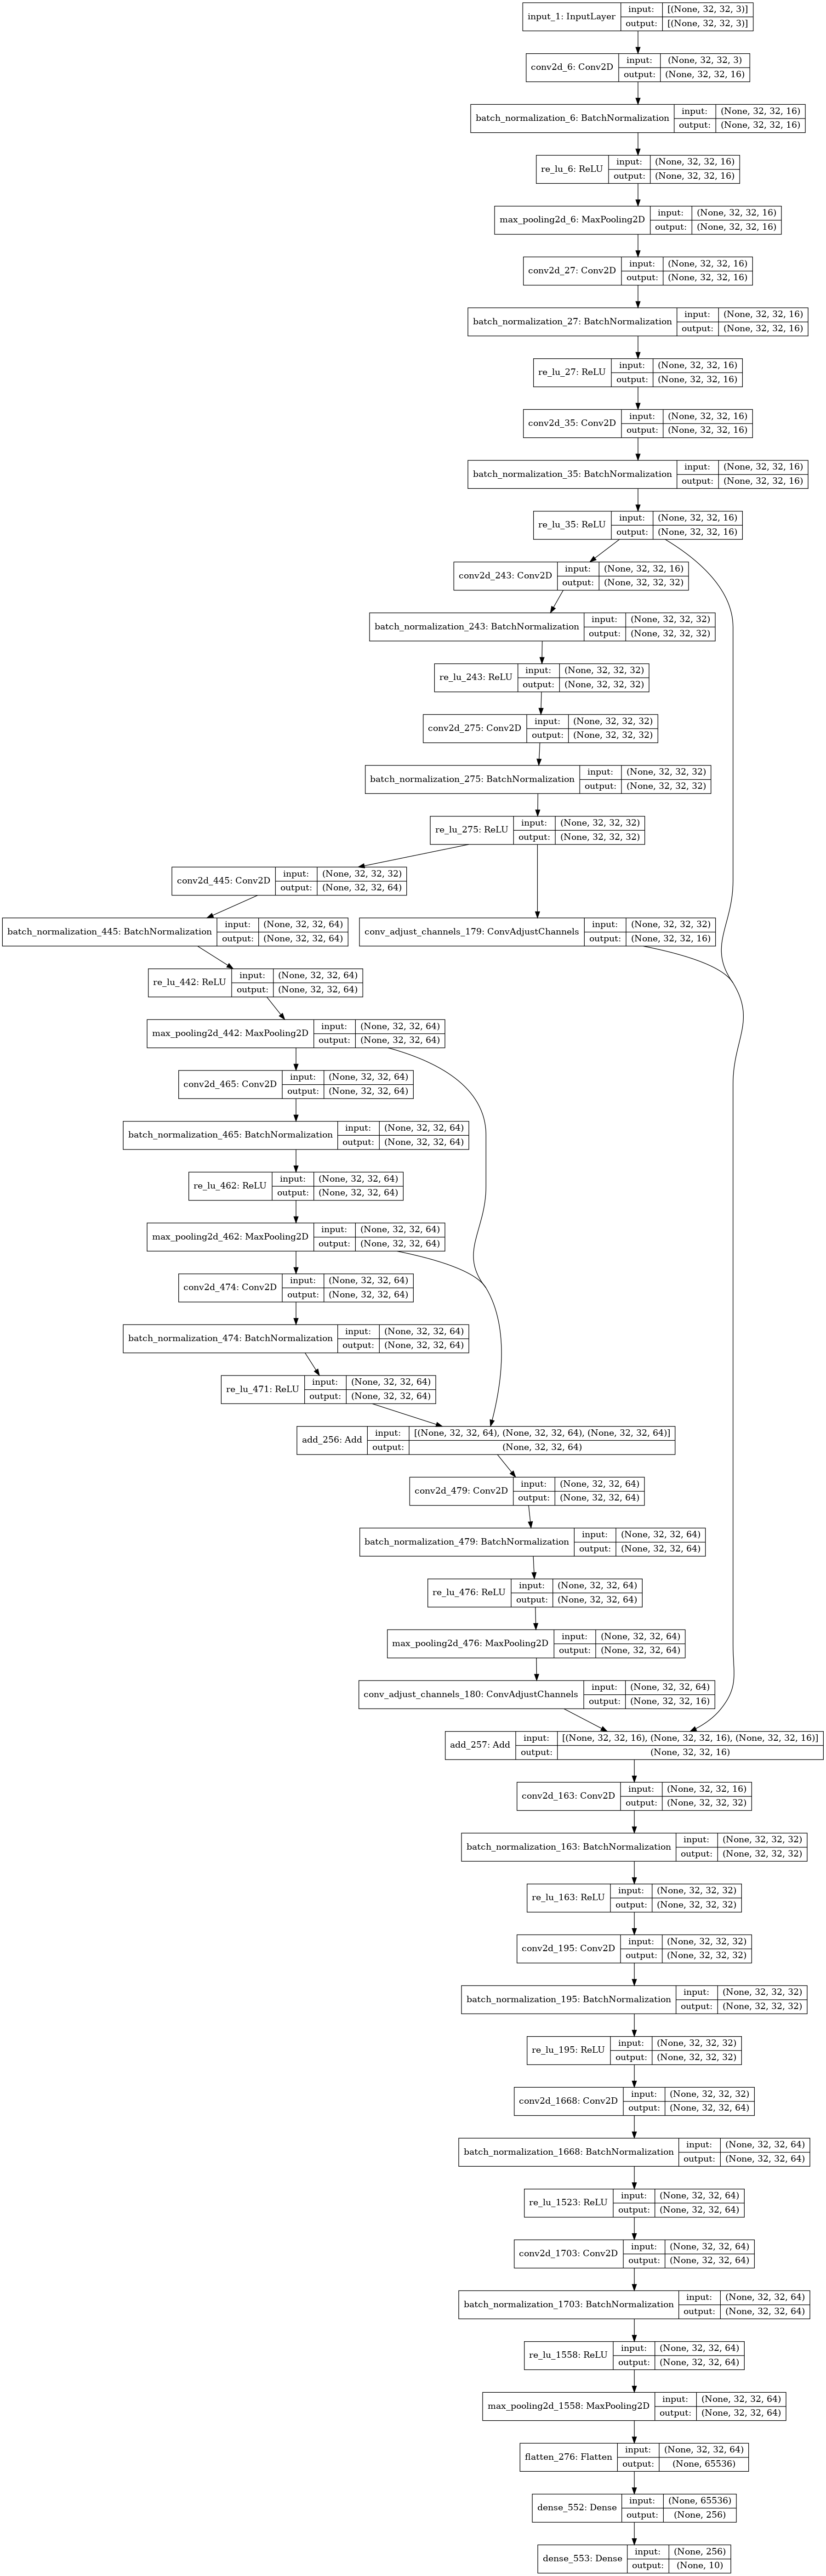 input_1: InputLayer input: [(None, 32, 32, 3)]
output: [(None, 32, 32, 3)]
conv2d_6: Conv2D input: (None, 32, 32, 3)
output: (None, 32, 32, 16)
batch_normalization_6: BatchNormalization input: (None, 32, 32, 16)
output: (None, 32, 32, 16)
re_lu_6: ReLU input: (None, 32, 32, 16)
output: (None, 32, 32, 16)
max_pooling2d_6: MaxPooling2D input: (None, 32, 32, 16)
output: (None, 32, 32, 16)
conv2d_27: Conv2D input: (None, 32, 32, 16)
output: (None, 32, 32, 16)
batch_normalization_27: BatchNormalization input: (None, 32, 32, 16)
output: (None, 32, 32, 16)
re_lu_27: ReLU input: (None, 32, 32, 16)
output: (None, 32, 32, 16)
conv2d_35: Conv2D input: (None, 32, 32, 16)
output: (None, 32, 32, 16)
batch_normalization_35: BatchNormalization input: (None, 32, 32, 16)
output: (None, 32, 32, 16)
re_lu_35: ReLU input: (None, 32, 32, 16)
output: (None, 32, 32, 16)
conv2d_243: Conv2D input: (None, 32, 32, 16)
output: (None, 32, 32, 32)
batch_normalization_243: BatchNormalization input: (None, 32, 32, 32)
output: (None, 32, 32, 32)
re_lu_243: ReLU input: (None, 32, 32, 32)
output: (None, 32, 32, 32)
conv2d_275: Conv2D input: (None, 32, 32, 32)
output: (None, 32, 32, 32)
batch_normalization_275: BatchNormalization input: (None, 32, 32, 32)
output: (None, 32, 32, 32)
re_lu_275: ReLU input: (None, 32, 32, 32)
output: (None, 32, 32, 32)
conv2d_445: Conv2D input: (None, 32, 32, 32)
output: (None, 32, 32, 64)
batch_normalization_445: BatchNormalization input: (None, 32, 32, 64)
output: (None, 32, 32, 64)
conv_adjust_channels_179: ConvAdjustChannels input: (None, 32, 32, 32)
output: (None, 32, 32, 16)
re_lu_442: ReLU input: (None, 32, 32, 64)
output: (None, 32, 32, 64)
max_pooling2d_442: MaxPooling2D input: (None, 32, 32, 64)
output: (None, 32, 32, 64)
conv2d_465: Conv2D input: (None, 32, 32, 64)
output: (None, 32, 32, 64)
batch_normalization_465: BatchNormalization input: (None, 32, 32, 64)
output: (None, 32, 32, 64)
re_lu_462: ReLU input: (None, 32, 32, 64)
output: (None, 32, 32, 64)
max_pooling2d_462: MaxPooling2D input: (None, 32, 32, 64)
output: (None, 32, 32, 64)
conv2d_474: Conv2D input: (None, 32, 32, 64)
output: (None, 32, 32, 64)
batch_normalization_474: BatchNormalization input: (None, 32, 32, 64)
output: (None, 32, 32, 64)
re_lu_471: ReLU input: (None, 32, 32, 64)
output: (None, 32, 32, 64)
add_256: Add input: [(None, 32, 32, 64), (None, 32, 32, 64), (None, 32, 32, 64)]
output: (None, 32, 32, 64)
conv2d_479: Conv2D input: (None, 32, 32, 64)
output: (None, 32, 32, 64)
batch_normalization_479: BatchNormalization input: (None, 32, 32, 64)
output: (None, 32, 32, 64)
re_lu_476: ReLU input: (None, 32, 32, 64)
output: (None, 32, 32, 64)
max_pooling2d_476: MaxPooling2D input: (None, 32, 32, 64)
output: (None, 32, 32, 64)
conv_adjust_channels_180: ConvAdjustChannels input: (None, 32, 32, 64)
output: (None, 32, 32, 16)
add_257: Add input: [(None, 32, 32, 16), (None, 32, 32, 16), (None, 32, 32, 16)]
output: (None, 32, 32, 16)
conv2d_163: Conv2D input: (None, 32, 32, 16)
output: (None, 32, 32, 32)
batch_normalization_163: BatchNormalization input: (None, 32, 32, 32)
output: (None, 32, 32, 32)
re_lu_163: ReLU input: (None, 32, 32, 32)
output: (None, 32, 32, 32)
conv2d_195: Conv2D input: (None, 32, 32, 32)
output: (None, 32, 32, 32)
batch_normalization_195: BatchNormalization input: (None, 32, 32, 32)
output: (None, 32, 32, 32)
re_lu_195: ReLU input: (None, 32, 32, 32)
output: (None, 32, 32, 32)
conv2d_1668: Conv2D input: (None, 32, 32, 32)
output: (None, 32, 32, 64)
batch_normalization_1668: BatchNormalization input: (None, 32, 32, 64)
output: (None, 32, 32, 64)
re_lu_1523: ReLU input: (None, 32, 32, 64)
output: (None, 32, 32, 64)
conv2d_1703: Conv2D input: (None, 32, 32, 64)
output: (None, 32, 32, 64)
batch_normalization_1703: BatchNormalization input: (None, 32, 32, 64)
output: (None, 32, 32, 64)
re_lu_1558: ReLU input: (None, 32, 32, 64)
output: (None, 32, 32, 64)
max_pooling2d_1558: MaxPooling2D input: (None, 32, 32, 64)
output: (None, 32, 32, 64)
flatten_276: Flatten input: (None, 32, 32, 64)
output: (None, 65536)
dense_552: Dense input: (None, 65536)
output: (None, 256)
dense_553: Dense input: (None, 256)
output: (None, 10)